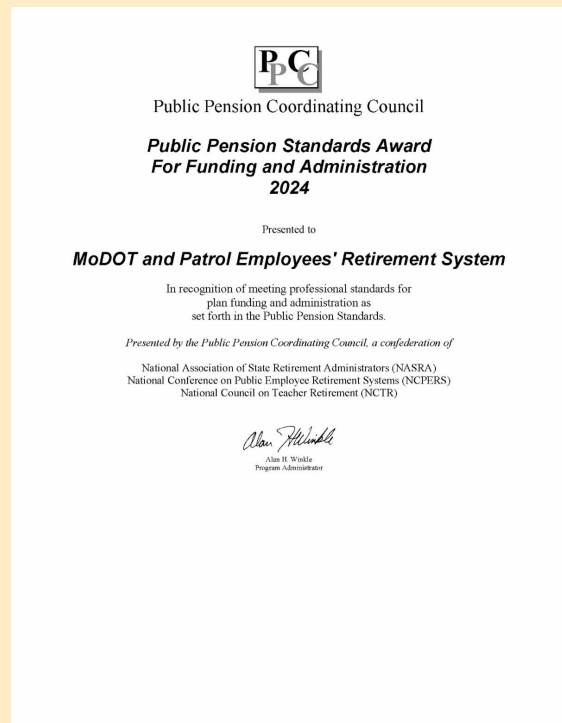 PPCC
Public Pension Coordinating Council
Public Pension Standards Award
For Funding and Administration
2024
Presented to
MoDOT and Patrol Employees' Retirement System
In recognition of meeting professional standards for
plan funding and administration as
set forth in the Public Pension Standards.
Presented by the Public Pension Coordinating Council, a confederation of
National Association of State Retirement Administrators (NASRA)
National Conference on Public Employee Retirement Systems (NCPERS)
National Council on Teacher Retirement (NCTR)
Alan H. Winkle
Alan H. Winkle
Program Administrator